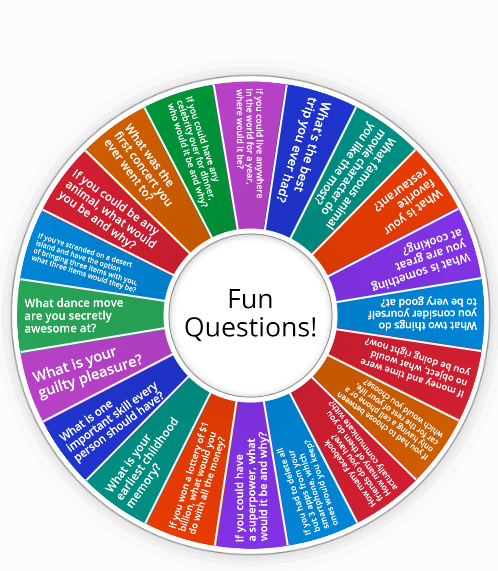 Fun
Questions!
If you could live anywhere
in the world for a year,
where would it be?
What's the best
trip you ever had?
What famous animal
movie character do
you like the most?
What is your
favorite
restaurant?
What is something
you are great
at cooking?
What two things do
you consider yourself
to be very good at?
If money and time were
no object, what would
you be doing right now?
If you had to choose between
only having a cell phone or a
car the rest of your life,
which would you choose?
How many Facebook
friends do you have?
How many of them do you
actually communicate with?
If you had to delete all
but 3 apps from your
smartphone, which
ones would you keep?
If you could have
a superpower, what
would it be and why?
If you won a lottery of $1
billion, what would you
do with all the money?
What is your
earliest childhood
memory?
What is one
important skill every
person should have?
What is your
guilty pleasure?
What dance move
are you secretly
awesome at?
If you're stranded on a desert
island and have the option
of bringing three items with you,
what three items would they be?
If you could be any
animal, what would
you be and why?
What was the
first concert you
ever went to?
If you could have any
celebrity over for dinner,
who would it be and why?